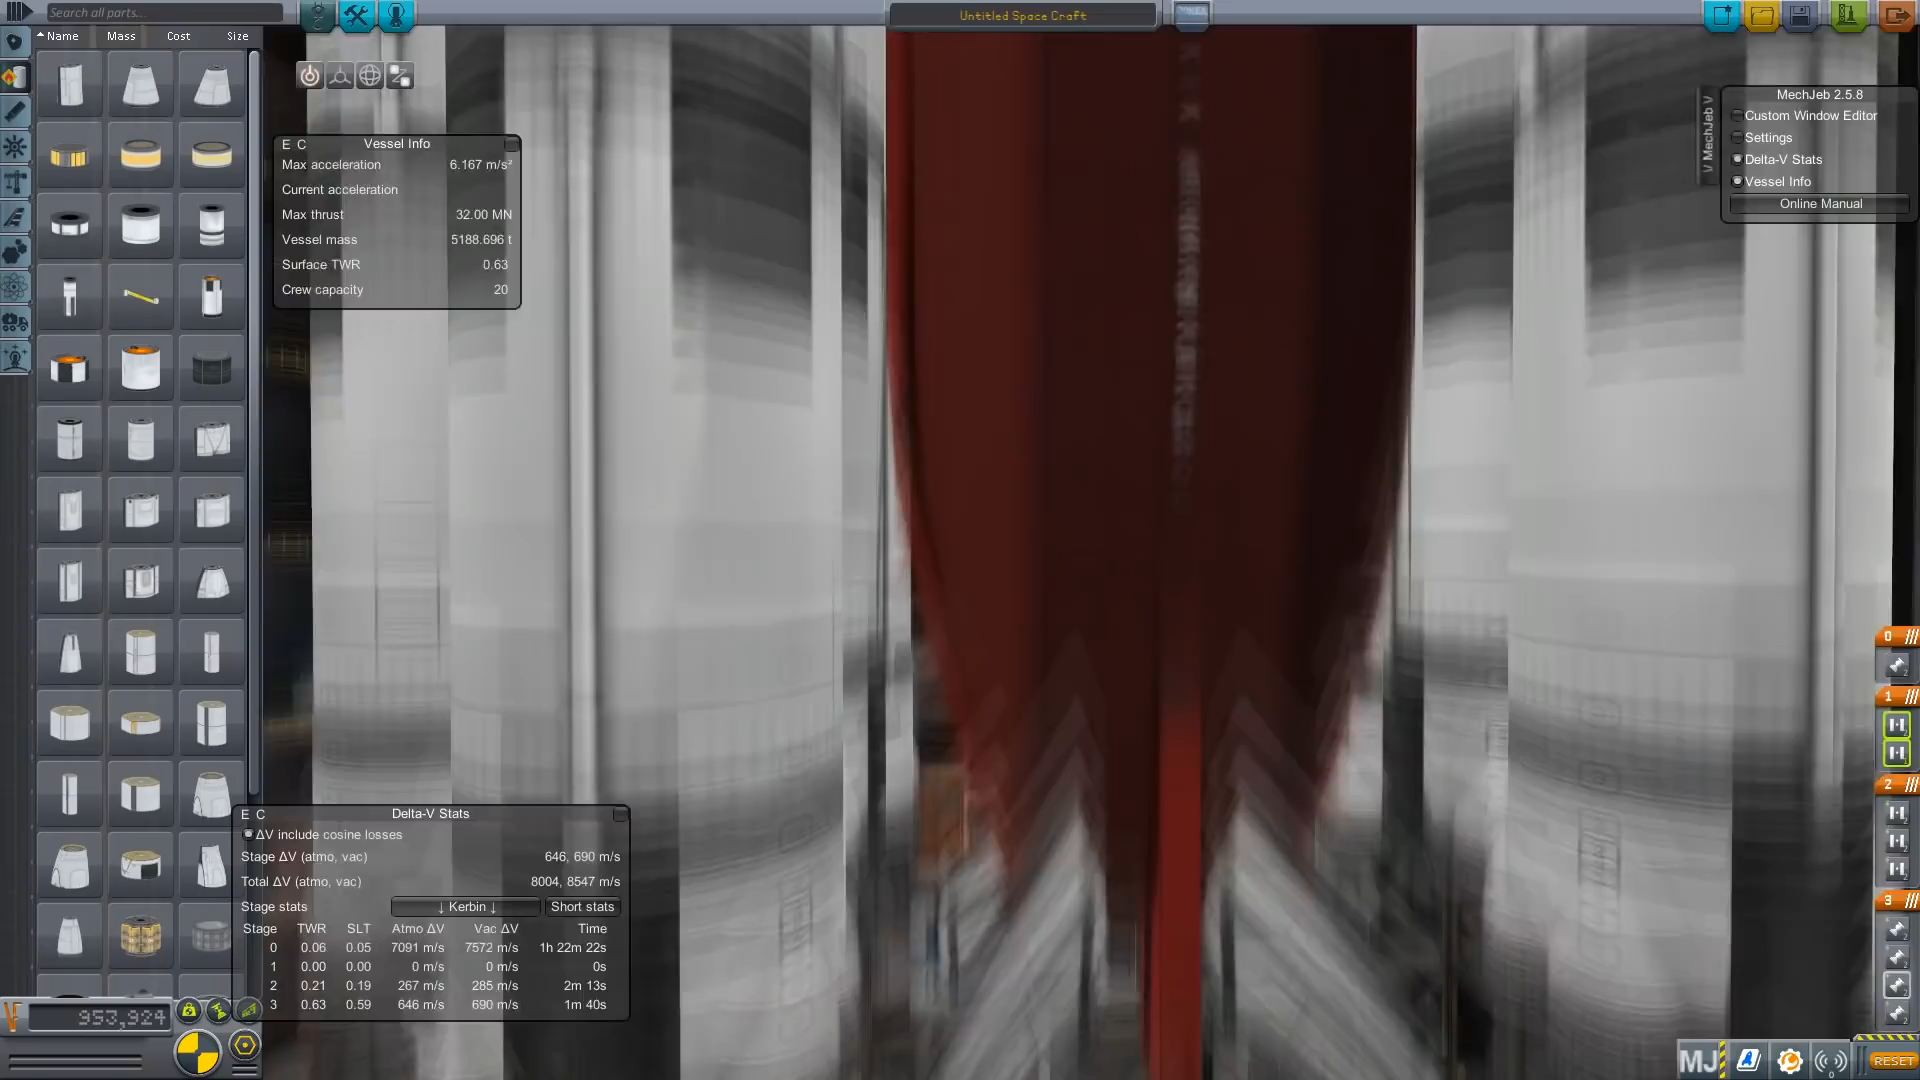 Search all parts...
Untitled Space Craft
Name Mass Cost Size
E C Vessel Info
Max acceleration 6.167 m/s²
Current acceleration
Max thrust 32.00 MN
Vessel mass 5188.696 t
Surface TWR 0.63
Crew capacity 20
V MechJeb V
MechJeb 2.5.8
Custom Window Editor
Settings
Delta-V Stats
Vessel Info
Online Manual
E C Delta-V Stats
ΔV include cosine losses
Stage ΔV (atmo, vac) 646, 690 m/s
Total ΔV (atmo, vac) 8004, 8547 m/s
Stage stats ↓ Kerbin ↓ Short stats
Stage TWR SLT Atmo ΔV Vac ΔV Time
0 0.06 0.05 7091 m/s 7572 m/s 1h 22m 22s
1 0.00 0.00 0 m/s 0 m/s 0s
2 0.21 0.19 267 m/s 285 m/s 2m 13s
3 0.63 0.59 646 m/s 690 m/s 1m 40s
953,924
0
1
2
3
MJ
0
RESET